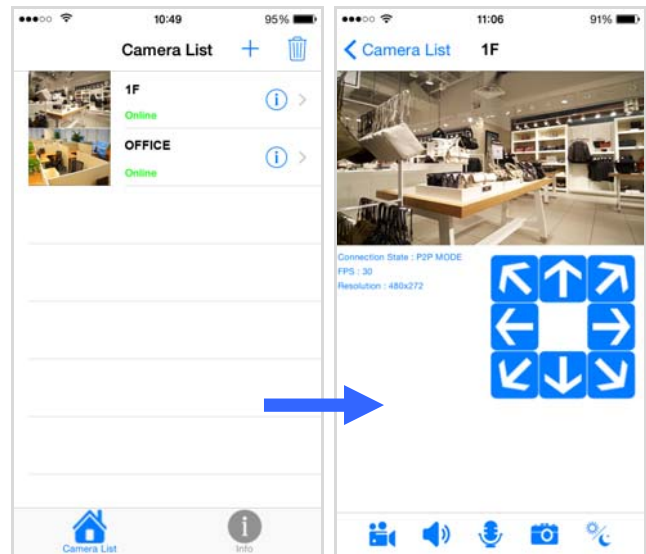 10:49
95%
Camera List
1F
Online
OFFICE
Online
Camera List
Info
11:06
91%
Camera List
1F
Connection State : P2P MODE
FPS : 30
Resolution : 480x272